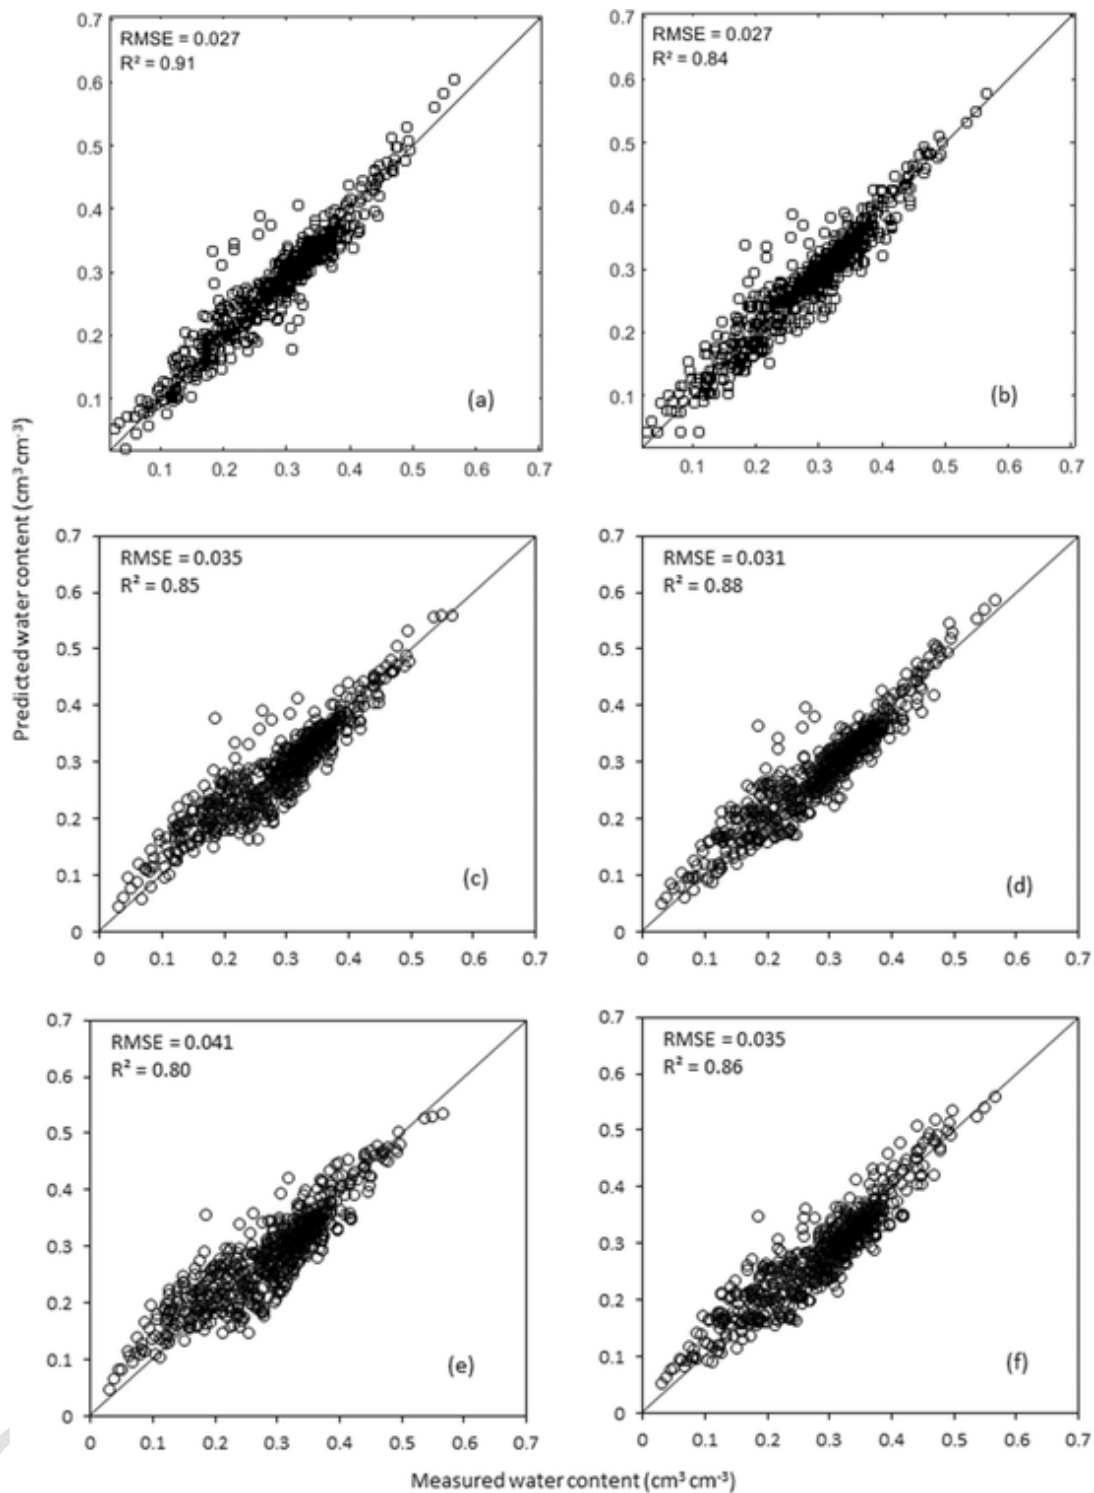 0.7
RMSE = 0.027
R² = 0.91
0.6
0.5
0.4
0.3
0.2
0.1
(a)
0.1 0.2 0.3 0.4 0.5 0.6 0.7
0.7
RMSE = 0.027
R² = 0.84
0.6
0.5
0.4
0.3
0.2
0.1
(b)
0.1 0.2 0.3 0.4 0.5 0.6 0.7
Predicted water content (cm³ cm⁻³)
0.7
RMSE = 0.035
R² = 0.85
0.6
0.5
0.4
0.3
0.2
0.1
(c)
0
0 0.1 0.2 0.3 0.4 0.5 0.6 0.7
0.7
RMSE = 0.031
R² = 0.88
0.6
0.5
0.4
0.3
0.2
0.1
(d)
0
0 0.1 0.2 0.3 0.4 0.5 0.6 0.7
0.7
RMSE = 0.041
R² = 0.80
0.6
0.5
0.4
0.3
0.2
0.1
(e)
0
0 0.1 0.2 0.3 0.4 0.5 0.6 0.7
0.7
RMSE = 0.035
R² = 0.86
0.6
0.5
0.4
0.3
0.2
0.1
(f)
0
0 0.1 0.2 0.3 0.4 0.5 0.6 0.7
Measured water content (cm³ cm⁻³)